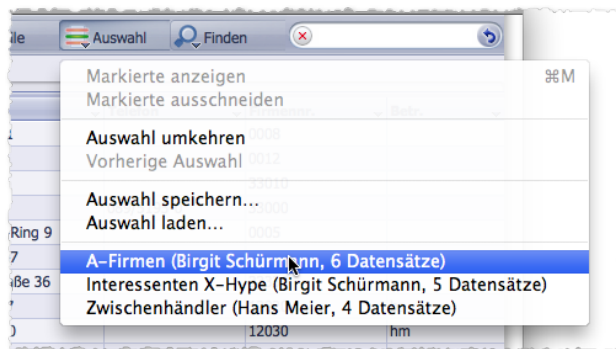 lle Auswahl Finden
Markierte anzeigen ⌘M
Markierte ausschneiden
Auswahl umkehren
Vorherige Auswahl 0012
33010
Auswahl speichern...
Auswahl laden...
Ring 9 0005
7 A-Firmen (Birgit Schürmann, 6 Datensätze)
ße 36 Interessenten X-Hype (Birgit Schürmann, 5 Datensätze)
Zwischenhändler (Hans Meier, 4 Datensätze)
12030 hm